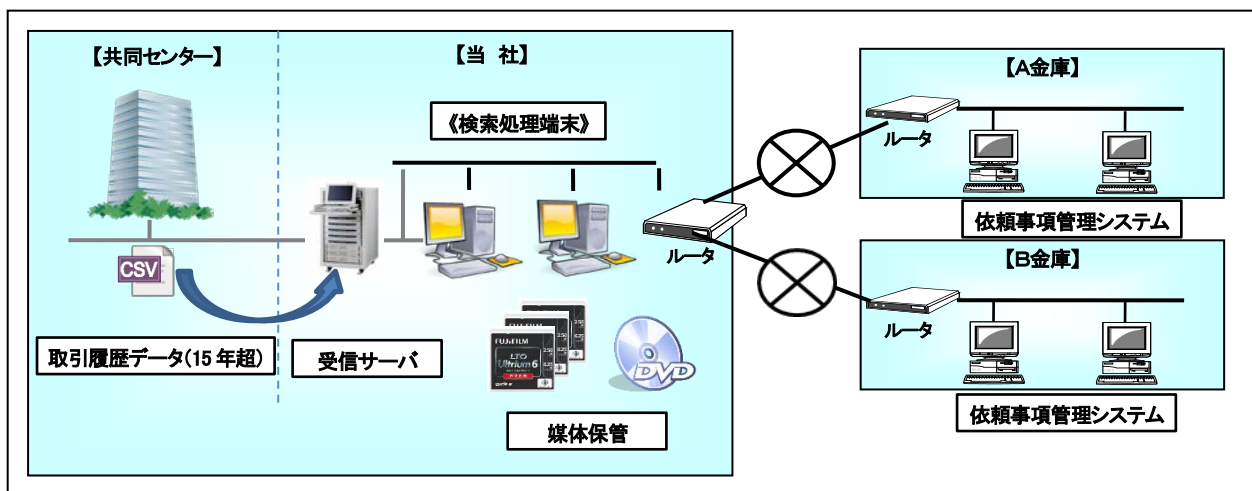 【共同センター】
【当 社】
《検索処理端末》
ルータ
CSV
取引履歴データ(15年超)
受信サーバ
FUJIFILM
LTO
Ultrium6
DVD
媒体保管
【A金庫】
ルータ
依頼事項管理システム
【B金庫】
ルータ
依頼事項管理システム